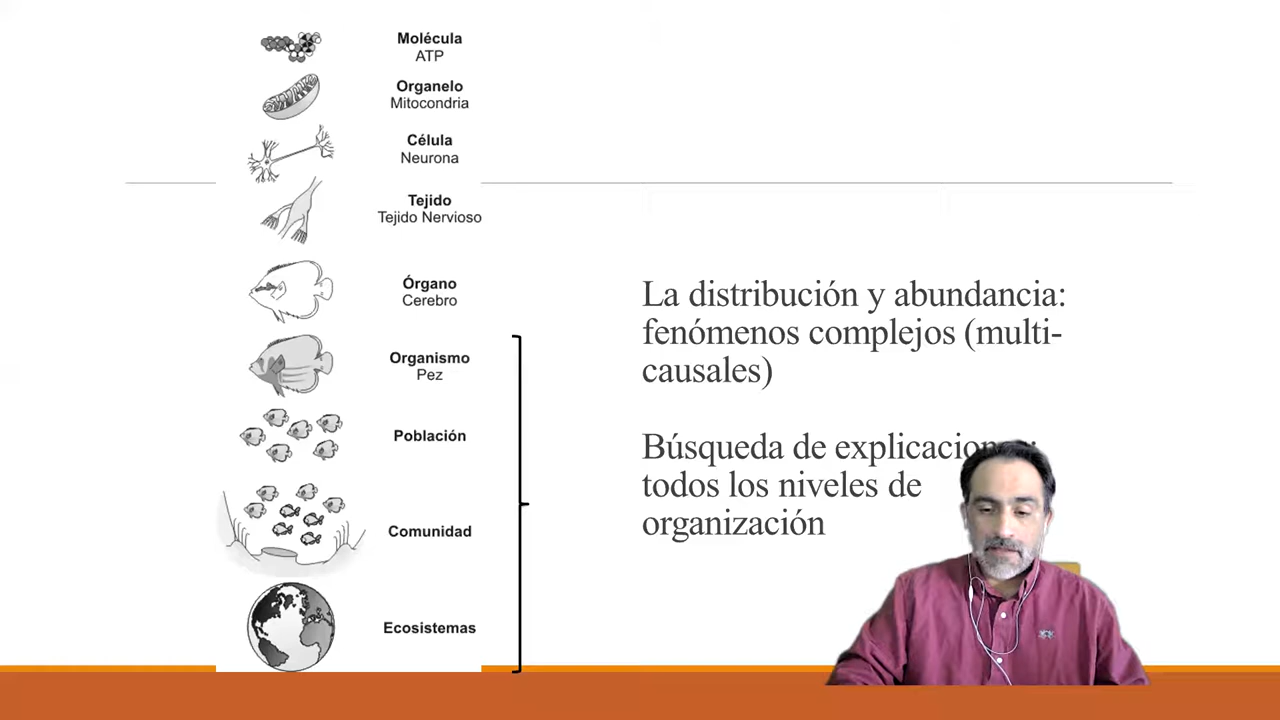 Molécula
ATP
Organelo
Mitocondria
Célula
Neurona
Tejido
Tejido Nervioso
Órgano
Cerebro
Organismo
Pez
Población
Comunidad
Ecosistemas
La distribución y abundancia:
fenómenos complejos (multi-
causales)
Búsqueda de
todos los niveles de
organización